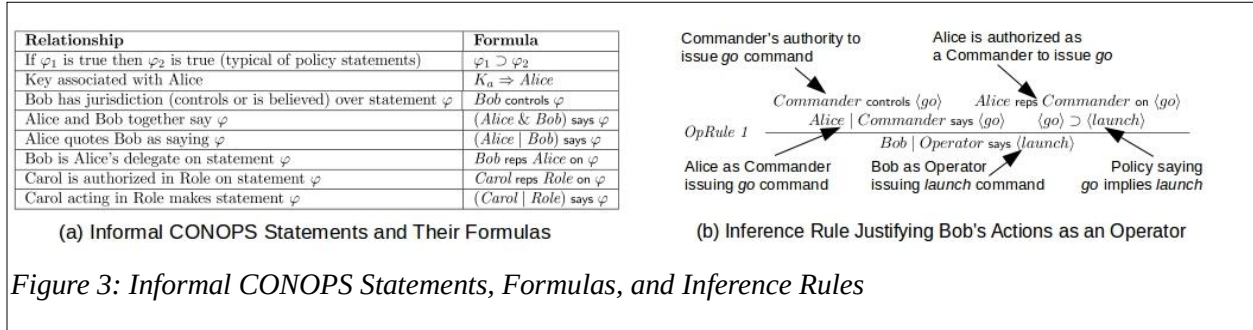 Relationship Formula
If φ₁ is true then φ₂ is true (typical of policy statements) φ₁ ⊃ φ₂
Key associated with Alice Kₐ ⇒ Alice
Bob has jurisdiction (controls or is believed) over statement φ Bob controls φ
Alice and Bob together say φ (Alice & Bob) says φ
Alice quotes Bob as saying φ (Alice | Bob) says φ
Bob is Alice's delegate on statement φ Bob reps Alice on φ
Carol is authorized in Role on statement φ Carol reps Role on φ
Carol acting in Role makes statement φ (Carol | Role) says φ
(a) Informal CONOPS Statements and Their Formulas
Commander's authority to
issue go command
Alice is authorized as
a Commander to issue go
Commander controls ⟨go⟩ Alice reps Commander on ⟨go⟩
Alice | Commander says ⟨go⟩ ⟨go⟩ ⊃ ⟨launch⟩
OpRule 1
Bob | Operator says ⟨launch⟩
Alice as Commander
issuing go command
Bob as Operator
issuing launch command
Policy saying
go implies launch
(b) Inference Rule Justifying Bob's Actions as an Operator
Figure 3: Informal CONOPS Statements, Formulas, and Inference Rules